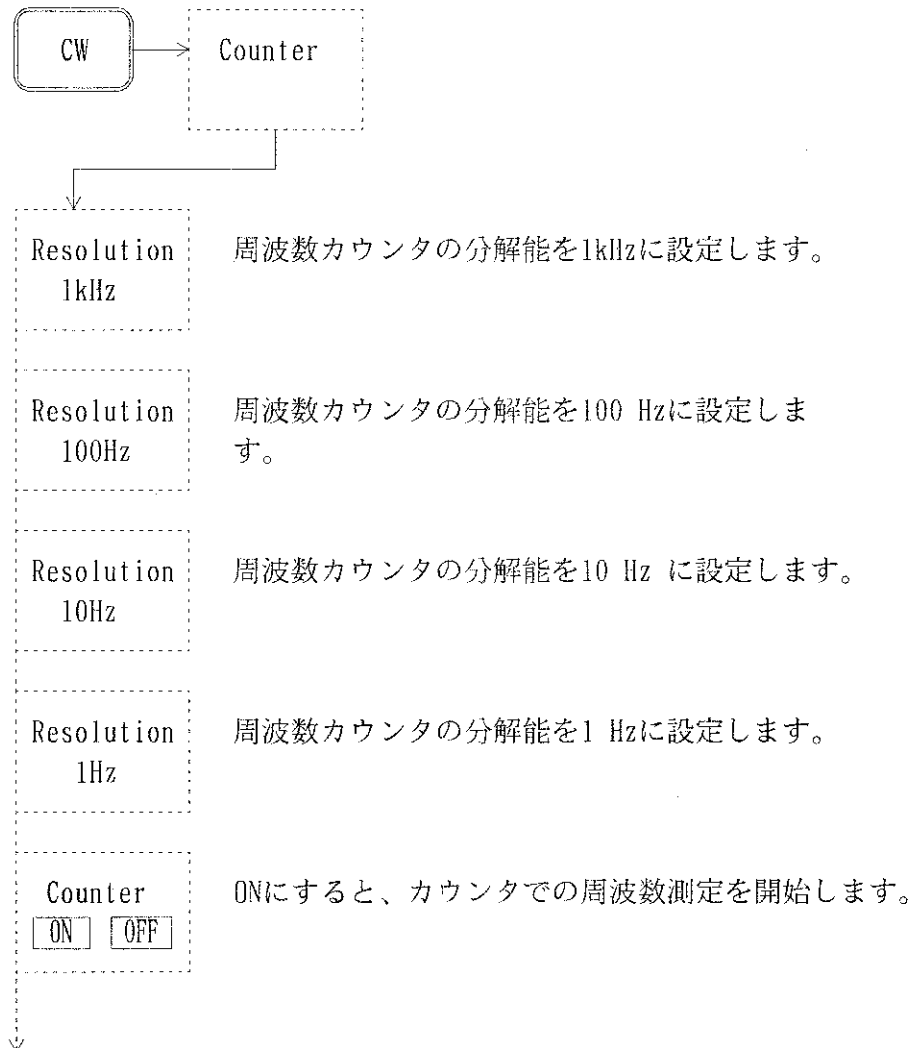 CW
Counter
Resolution
1kHz
周波数カウンタの分解能を1kHzに設定します。
Resolution
100Hz
周波数カウンタの分解能を100 Hzに設定しま
す。
Resolution
10Hz
周波数カウンタの分解能を10 Hz に設定します。
Resolution
1Hz
周波数カウンタの分解能を1 Hzに設定します。
Counter
ON OFF
ONにすると、カウンタでの周波数測定を開始します。